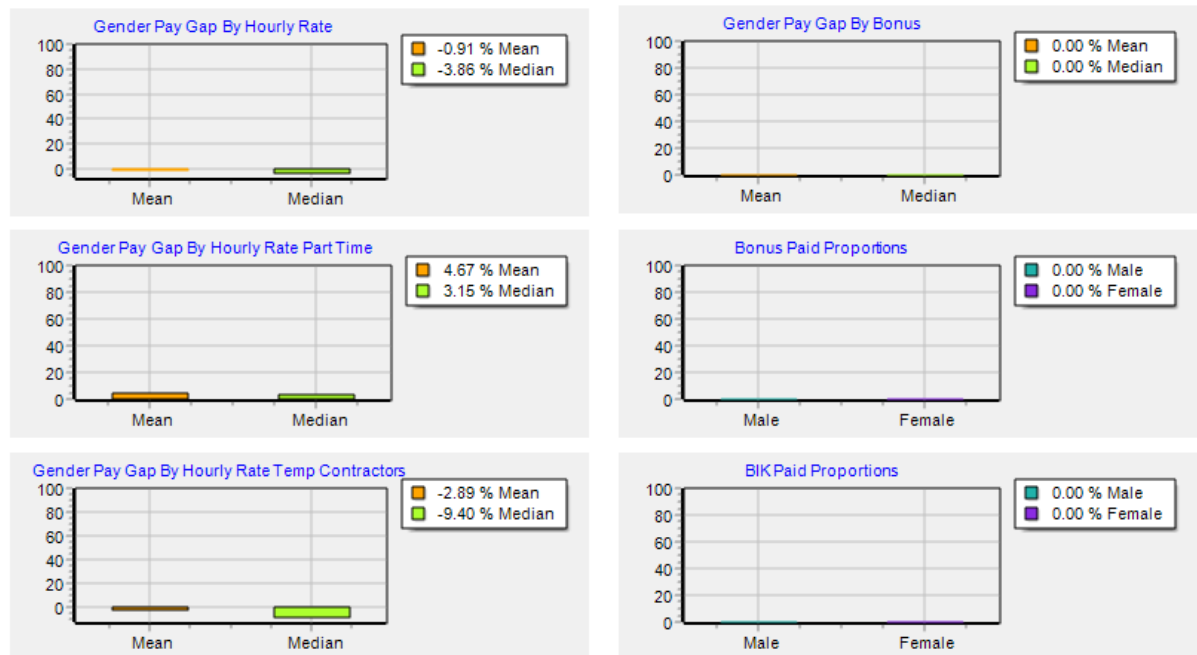 Gender Pay Gap By Hourly Rate
100
80
60
40
20
0
Mean Median
-0.91 % Mean
-3.86 % Median
Gender Pay Gap By Bonus
100
80
60
40
20
0
Mean Median
0.00 % Mean
0.00 % Median
Gender Pay Gap By Hourly Rate Part Time
100
80
60
40
20
0
Mean Median
4.67 % Mean
3.15 % Median
Bonus Paid Proportions
100
80
60
40
20
0
Male Female
0.00 % Male
0.00 % Female
Gender Pay Gap By Hourly Rate Temp Contractors
100
80
60
40
20
0
Mean Median
-2.89 % Mean
-9.40 % Median
BIK Paid Proportions
100
80
60
40
20
0
Male Female
0.00 % Male
0.00 % Female